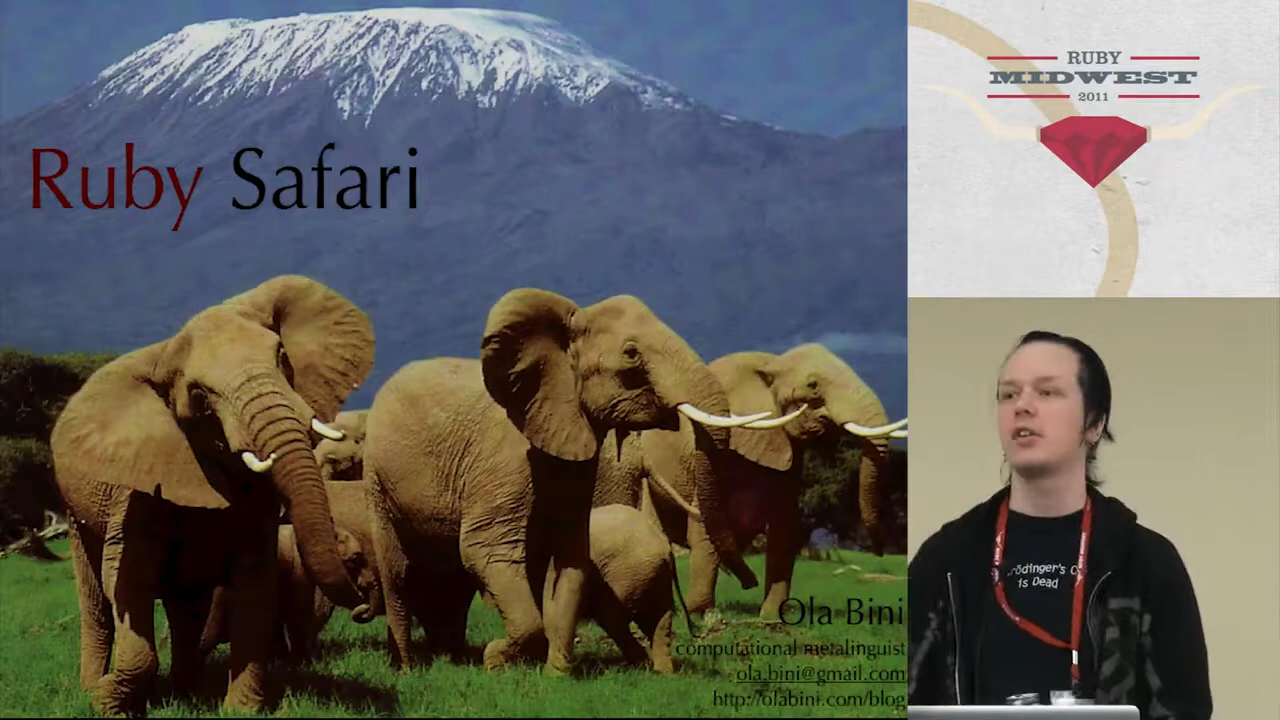 Ruby Safari
Ola Bini
computational metalinguist
ola.bini@gmail.com
http://olabini.com/blog
RUBY
MIDWEST
2011
rödinger's C
is Dead